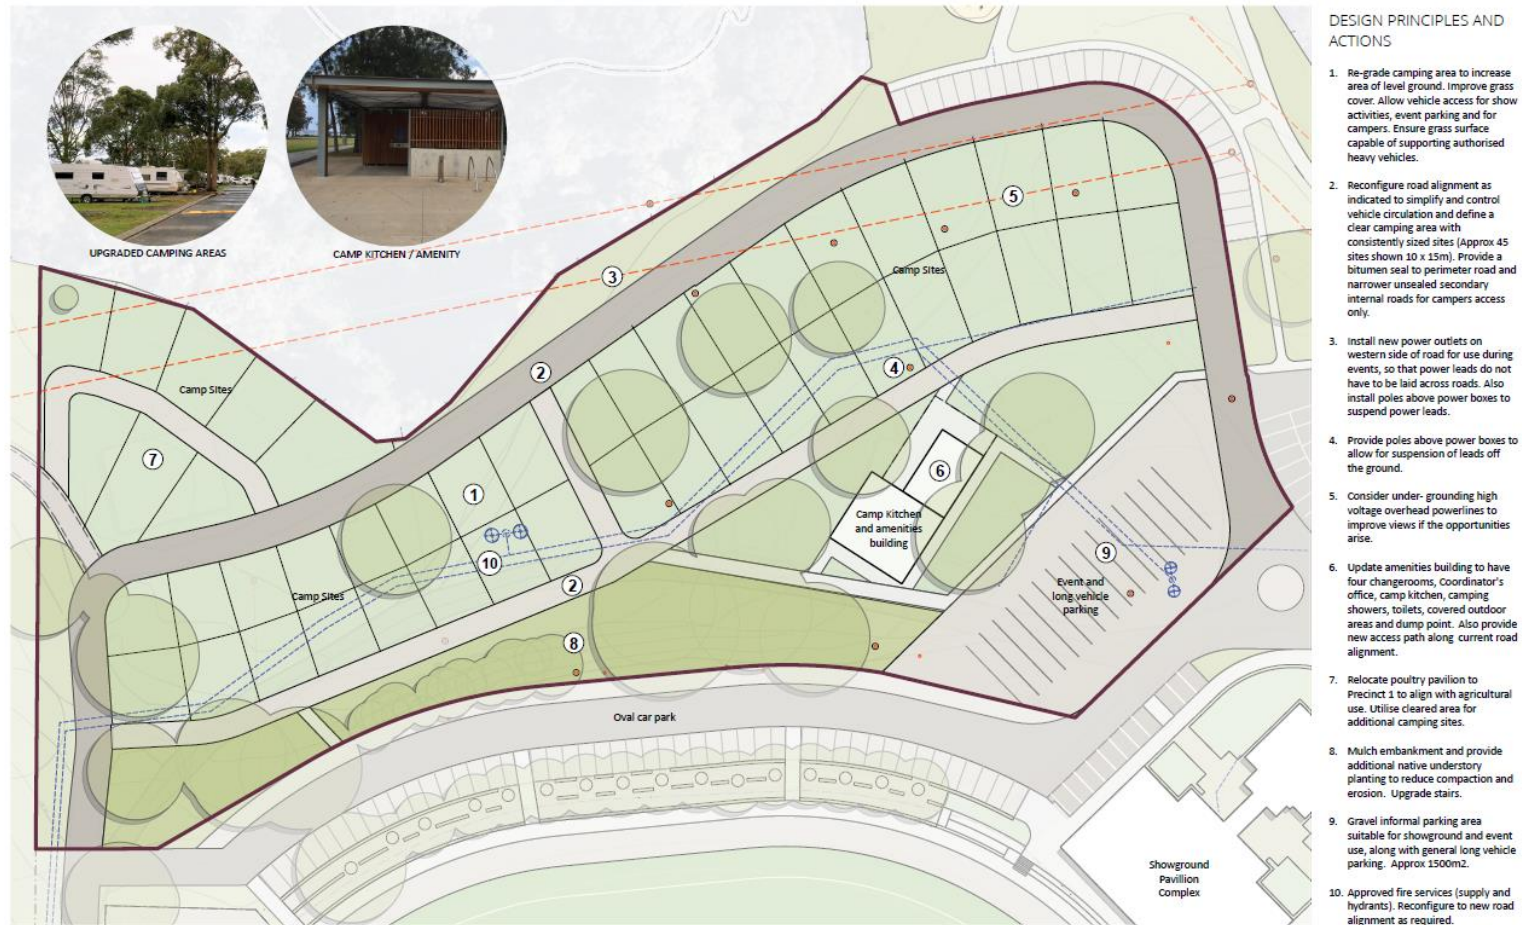 UPGRADED CAMPING AREAS
CAMP KITCHEN / AMENITY
5
3
Camp Sites
2
4
Camp Sites
7
6
1
Camp Kitchen
and amenities
building
9
10
2
Event and
long vehicle
parking
Camp Sites
8
Oval car park
Showground
Pavillion
Complex
DESIGN PRINCIPLES AND
ACTIONS
1. Re-grade camping area to increase
area of level ground. Improve grass
cover. Allow vehicle access for show
activities, event parking and for
campers. Ensure grass surface
capable of supporting authorised
heavy vehicles.
2. Reconfigure road alignment as
indicated to simplify and control
vehicle circulation and define a
clear camping area with
consistently sized sites (Approx 45
sites shown 10 x 15m). Provide a
bitumen seal to perimeter road and
narrower unsealed secondary
internal roads for campers access
only.
3. Install new power outlets on
western side of road for use during
events, so that power leads do not
have to be laid across roads. Also
install poles above power boxes to
suspend power leads.
4. Provide poles above power boxes to
allow for suspension of leads off
the ground.
5. Consider under- grounding high
voltage overhead powerlines to
improve views if the opportunities
arise.
6. Update amenities building to have
four changerooms, Coordinator's
office, camp kitchen, camping
showers, toilets, covered outdoor
areas and dump point. Also provide
new access path along current road
alignment.
7. Relocate poultry pavilion to
Precinct 1 to align with agricultural
use. Utilise cleared area for
additional camping sites.
8. Mulch embankment and provide
additional native understory
planting to reduce compaction and
erosion. Upgrade stairs.
9. Gravel informal parking area
suitable for showground and event
use, along with general long vehicle
parking. Approx 1500m2.
10. Approved fire services (supply and
hydrants). Reconfigure to new road
alignment as required.